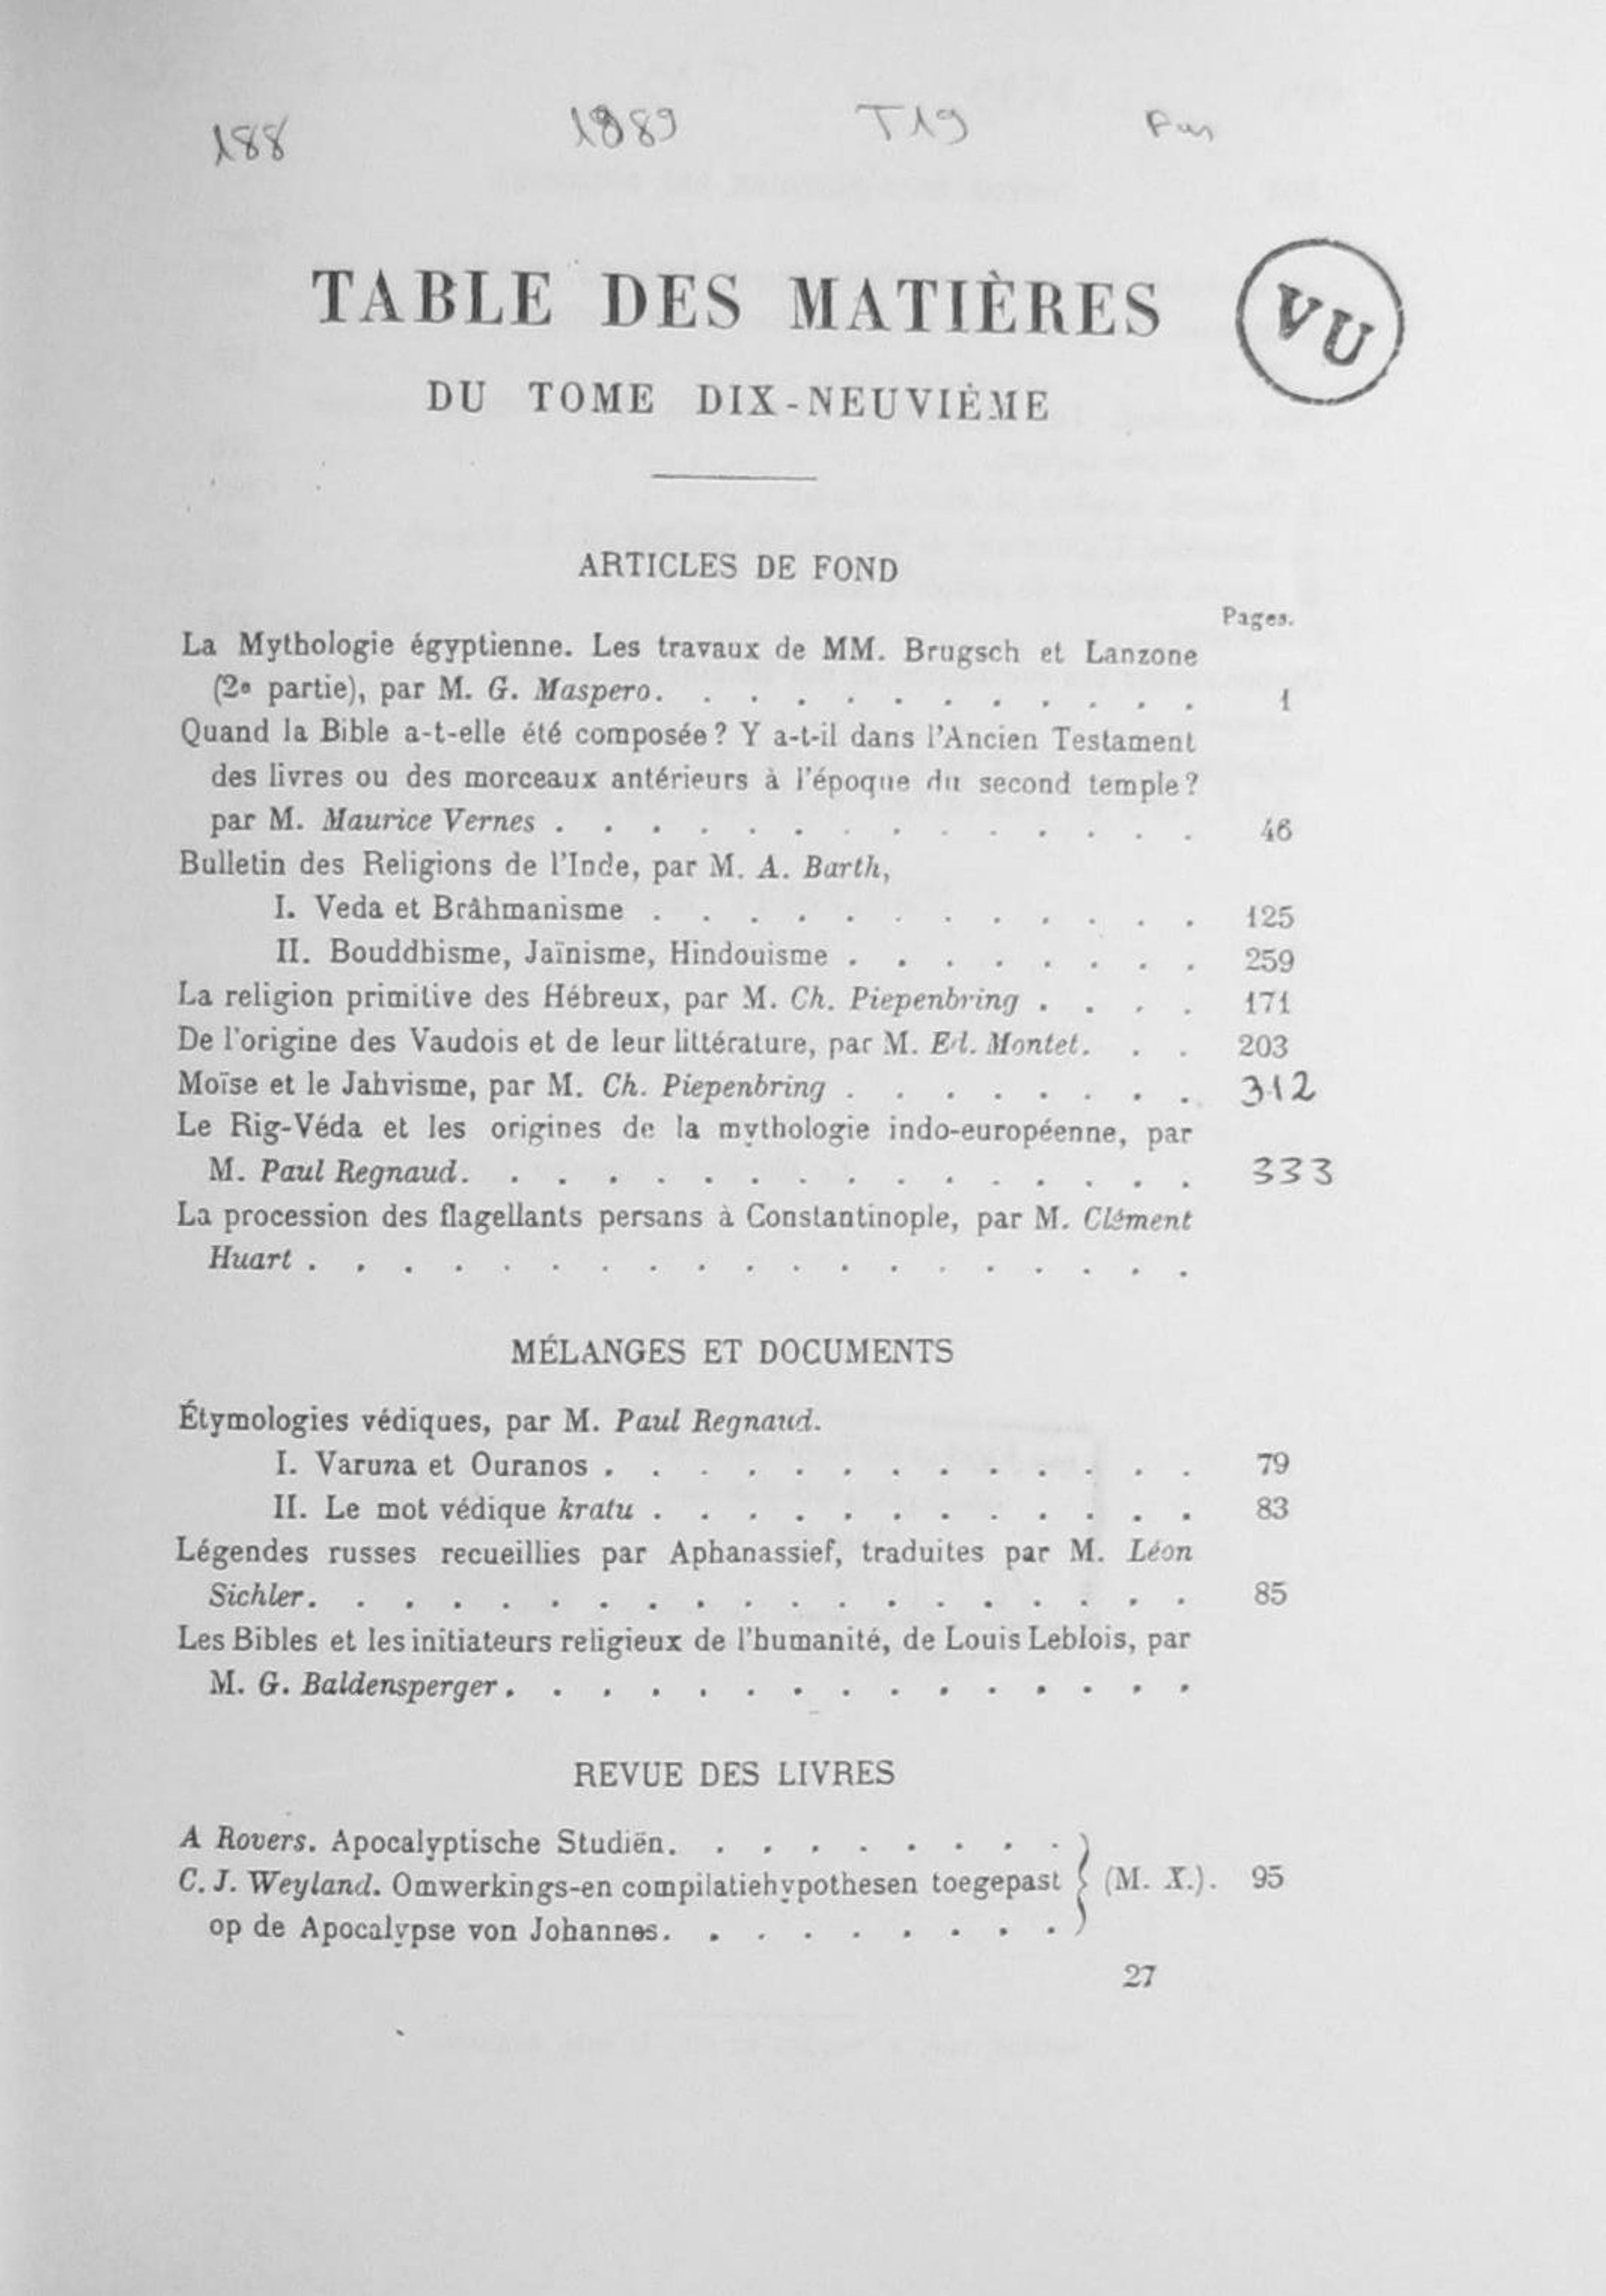 188 1889 T19
TABLE DES MATIÈRES
VU
DU TOME DIX-NEUVIÈME
ARTICLES DE FOND
Pages.
La Mythologie égyptienne. Les travaux de MM. Brugsch et Lanzone
(2e partie), par M. G. Maspero. . . . . . . . . . . . 1
Quand la Bible a-t-elle été composée? Y a-t-il dans l'Ancien Testament
des livres ou des morceaux antérieurs à l'époque du second temple?
par M. Maurice Vernes . . . . . . . . . . . . . . 46
Bulletin des Religions de l'Inde, par M. A. Barth,
I. Veda et Brâhmanisme . . . . . . . . . . . . 125
II. Bouddhisme, Jaïnisme, Hindouisme . . . . . . . . 259
La religion primitive des Hébreux, par M. Ch. Piepenbring . . . . 171
De l'origine des Vaudois et de leur littérature, par M. Ed. Montet. . . 203
Moïse et le Jahvisme, par M. Ch. Piepenbring . . . . . . . . 312
Le Rig-Véda et les origines de la mythologie indo-européenne, par
M. Paul Regnaud. . . . . . . . . . . . . . . . 333
La procession des flagellants persans à Constantinople, par M. Clément
Huart . . . . . . . . . . . . . . . . . . .
MÉLANGES ET DOCUMENTS
Étymologies védiques, par M. Paul Regnaud.
I. Varuna et Ouranos . . . . . . . . . . . . . 79
II. Le mot védique kratu . . . . . . . . . . . . 83
Légendes russes recueillies par Aphanassief, traduites par M. Léon
Sichler. . . . . . . . . . . . . . . . . . . 85
Les Bibles et les initiateurs religieux de l'humanité, de Louis Leblois, par
M. G. Baldensperger . . . . . . . . . . . . . . .
REVUE DES LIVRES
A Rovers. Apocalyptische Studiën. . . . . . . . .
C. J. Weyland. Omwerkings-en compilatiehypothesen toegepast } (M. X.). 95
op de Apocalypse von Johannes. . . . . . . . .
27